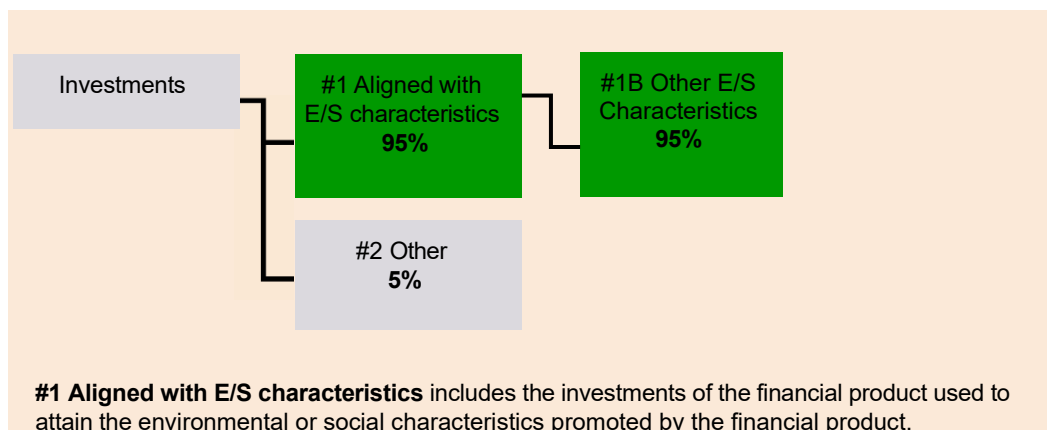 Investments
#1 Aligned with
E/S characteristics
95%
#1B Other E/S
Characteristics
95%
#2 Other
5%
#1 Aligned with E/S characteristics includes the investments of the financial product used to
attain the environmental or social characteristics promoted by the financial product.